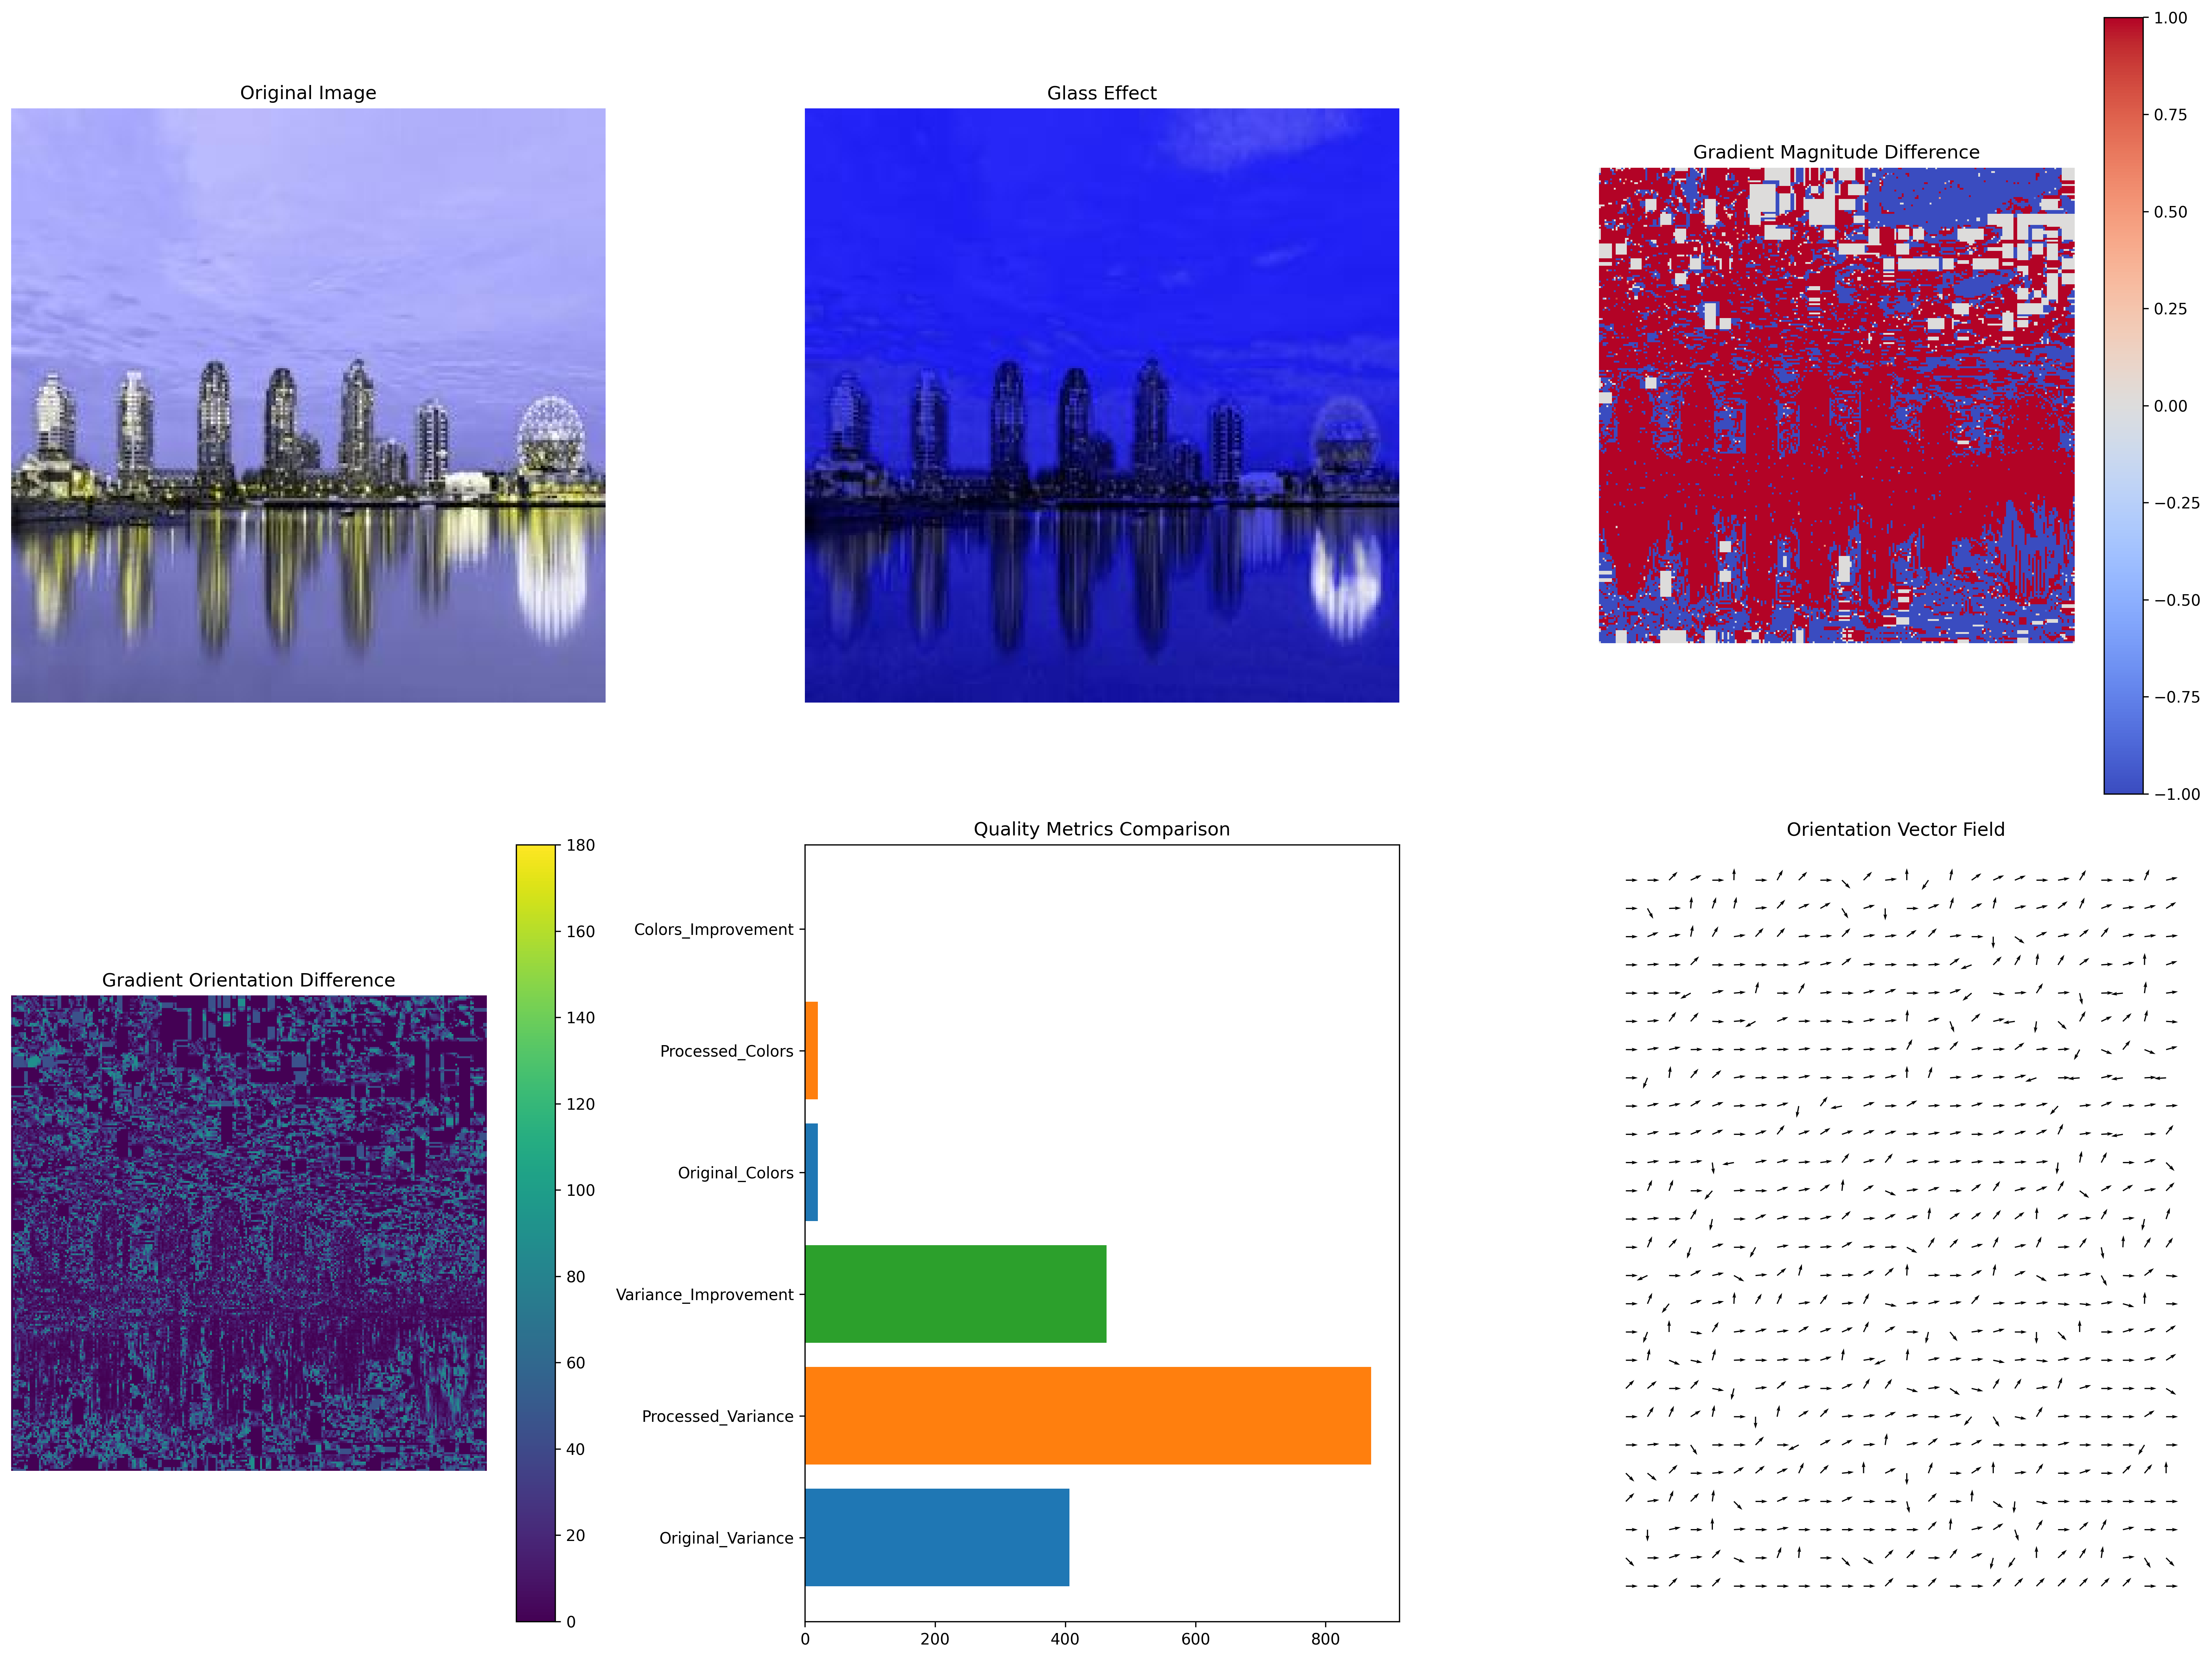 Original Image
Glass Effect
Gradient Magnitude Difference
1.00
0.75
0.50
0.25
0.00
−0.25
−0.50
−0.75
−1.00
Gradient Orientation Difference
180
160
140
120
100
80
60
40
20
0
Quality Metrics Comparison
Colors_Improvement
Processed_Colors
Original_Colors
Variance_Improvement
Processed_Variance
Original_Variance
0 200 400 600 800
Orientation Vector Field